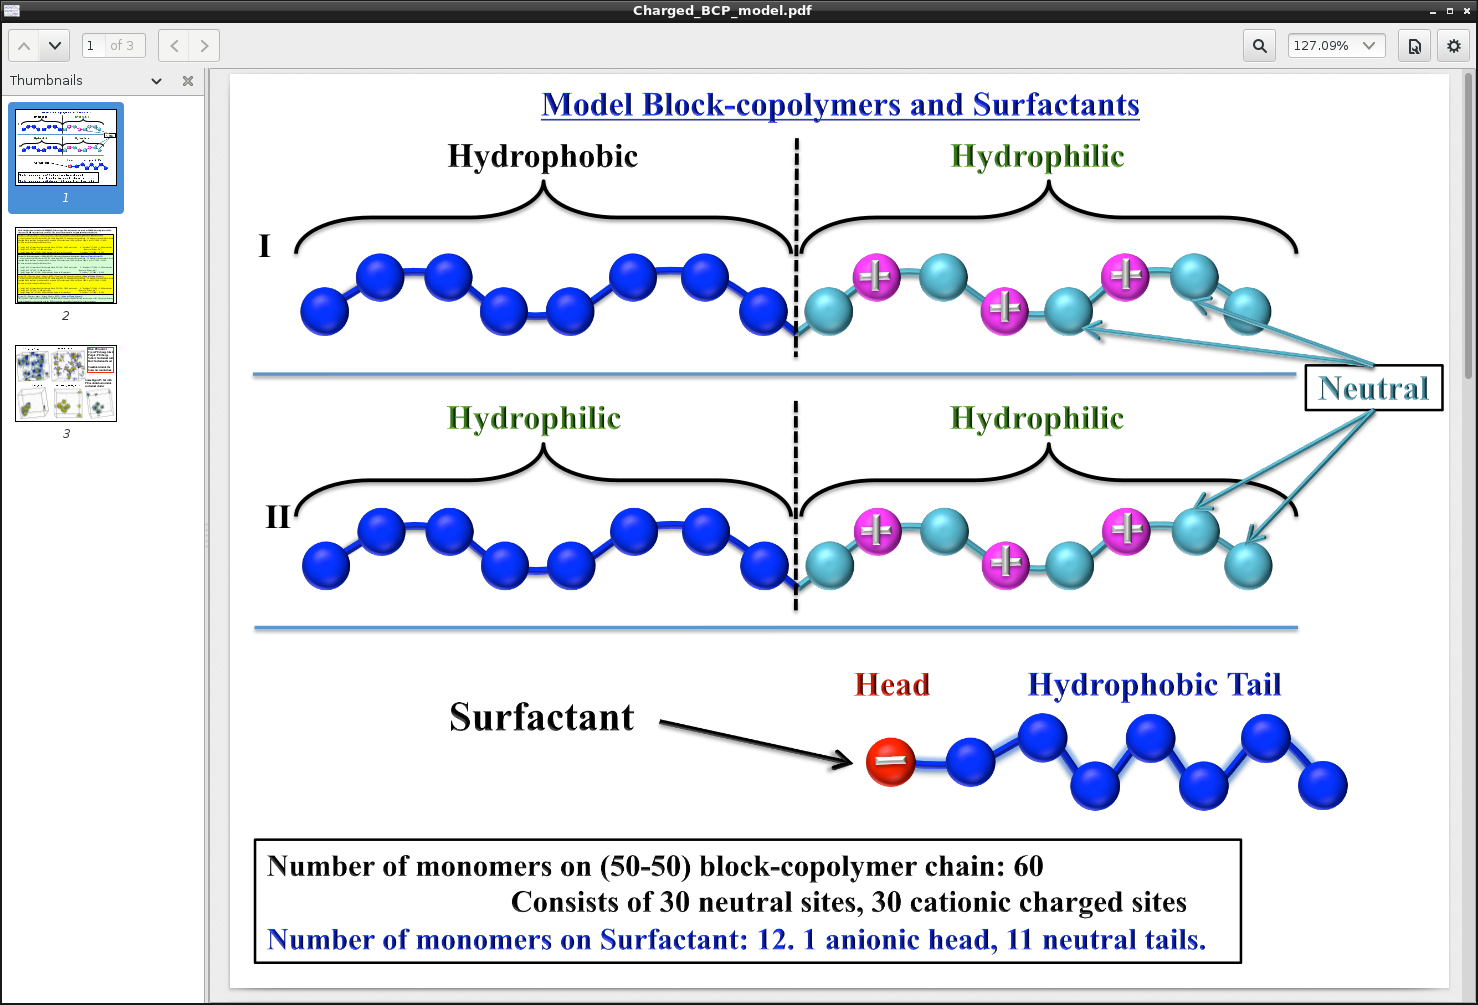 Charged_BCP_model.pdf
1 of 3
127.09%
Thumbnails
1
2
3
Model Block-copolymers and Surfactants
Hydrophobic
Hydrophilic
I
Neutral
Hydrophilic
Hydrophilic
II
Head
Hydrophobic Tail
Surfactant
Number of monomers on (50-50) block-copolymer chain: 60
Consists of 30 neutral sites, 30 cationic charged sites
Number of monomers on Surfactant: 12. 1 anionic head, 11 neutral tails.